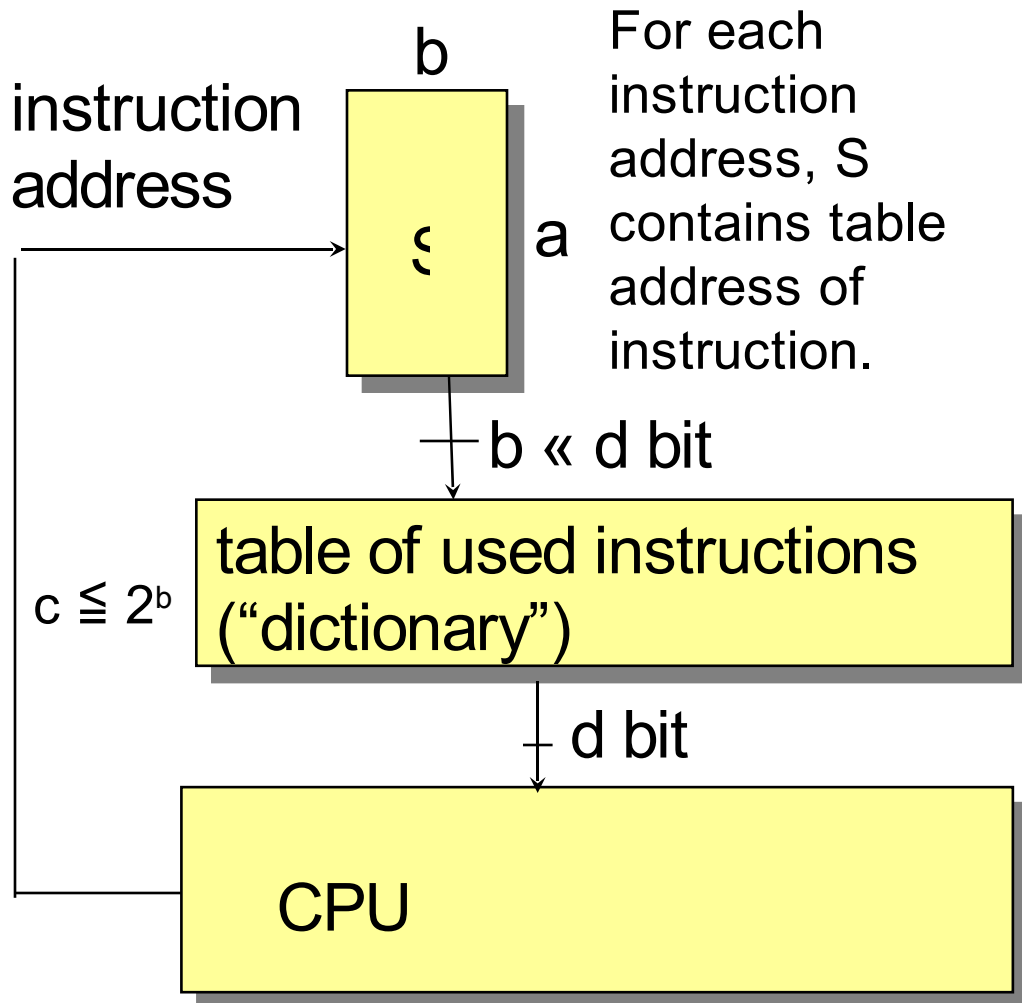 b
For each
instruction
address, S
contains table
address of
instruction.
instruction
address
S
a
b « d bit
table of used instructions
(“dictionary”)
c ≦ 2ᵇ
d bit
CPU